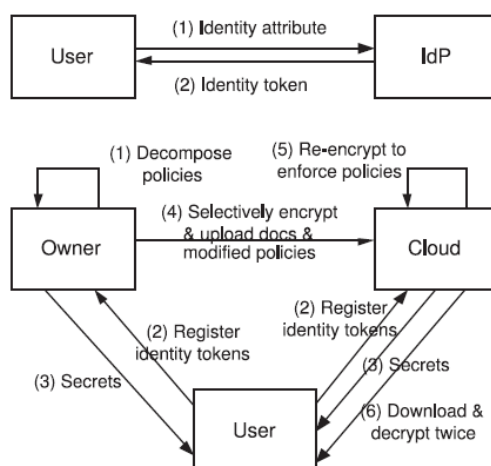 (1) Identity attribute
User
IdP
(2) Identity token
(1) Decompose
policies
(5) Re-encrypt to
enforce policies
Owner
(4) Selectively encrypt
& upload docs &
modified policies
Cloud
(2) Register
identity tokens
(2) Register
identity tokens
(3) Secrets
(3) Secrets
(6) Download &
decrypt twice
User